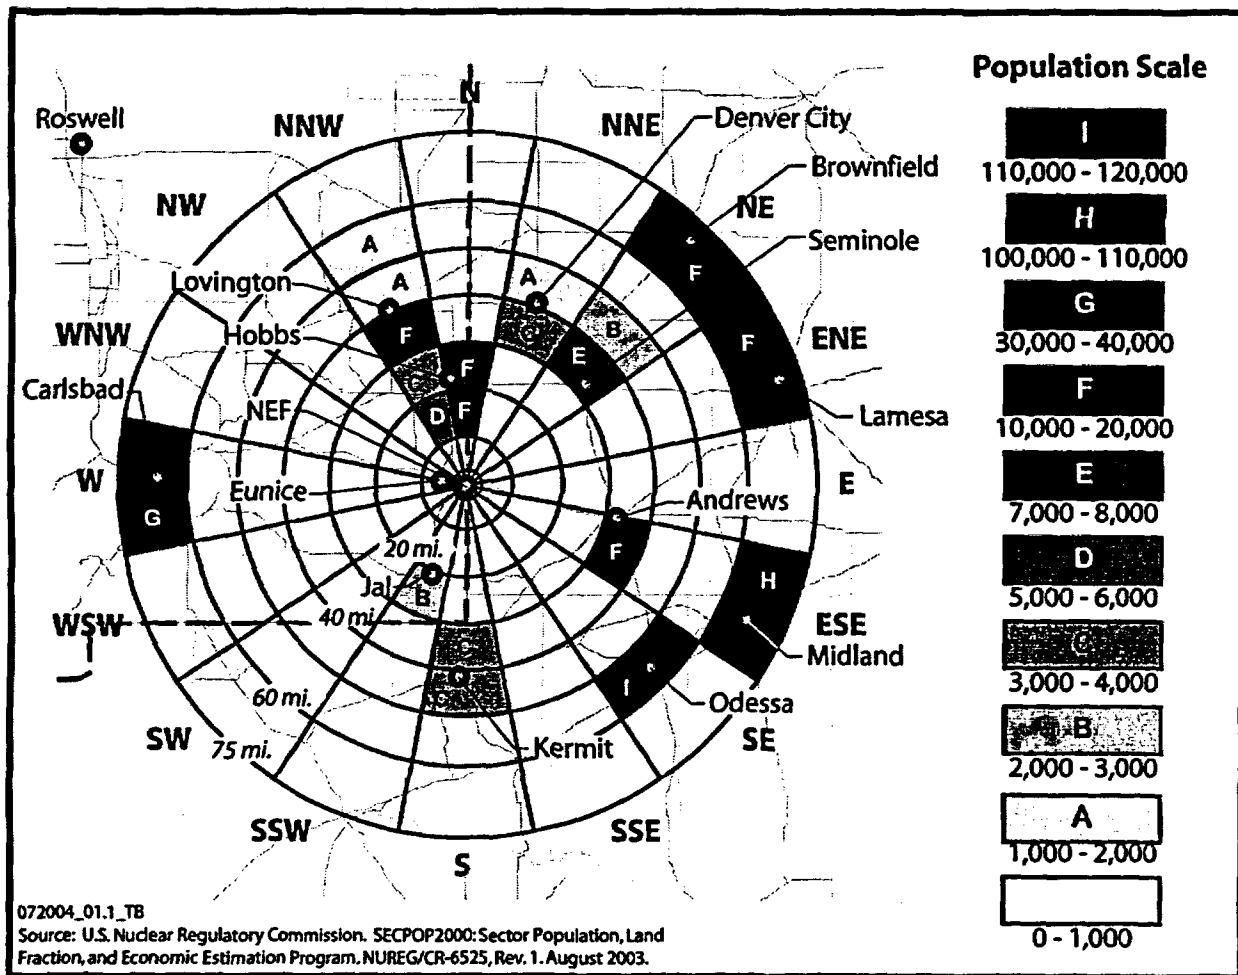 Population Scale
I
110,000 - 120,000
H
100,000 - 110,000
G
30,000 - 40,000
F
10,000 - 20,000
E
7,000 - 8,000
D
5,000 - 6,000
C
3,000 - 4,000
B
2,000 - 3,000
A
1,000 - 2,000
0 - 1,000
N
NNW
NNE
Denver City
Roswell
Brownfield
NW
NE
Seminole
A
F
Lovington
A
A
WNW
Hobbs
F
C
B
F
ENE
Carlsbad
C
F
E
NEF
D
F
Lamesa
W
Eunice
E
Andrews
G
20 mi.
F
Jal
B
H
40 mi.
WSW
ESE
C
Midland
C
I
60 mi.
Odessa
SW
75 mi.
Kermit
SE
SSW
SSE
S
072004_01.1_TB
Source: U.S. Nuclear Regulatory Commission. SECPOP2000: Sector Population, Land
Fraction, and Economic Estimation Program. NUREG/CR-6525, Rev. 1. August 2003.